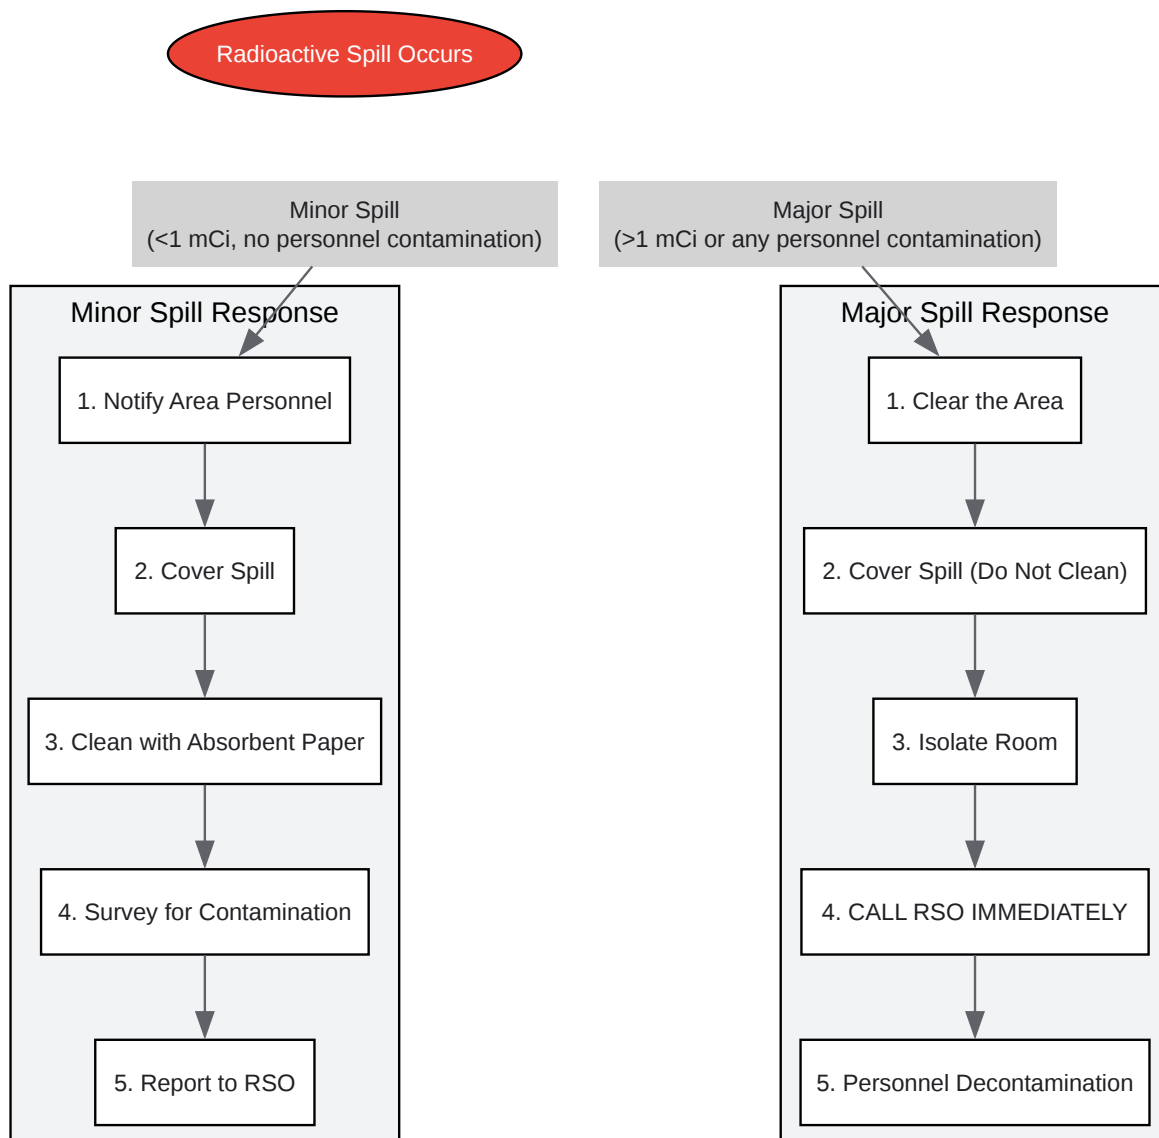 Radioactive Spill Occurs
Minor Spill
(<1 mCi, no personnel contamination)
Major Spill
(>1 mCi or any personnel contamination)
Minor Spill Response
1. Notify Area Personnel
2. Cover Spill
3. Clean with Absorbent Paper
4. Survey for Contamination
5. Report to RSO
Major Spill Response
1. Clear the Area
2. Cover Spill (Do Not Clean)
3. Isolate Room
4. CALL RSO IMMEDIATELY
5. Personnel Decontamination